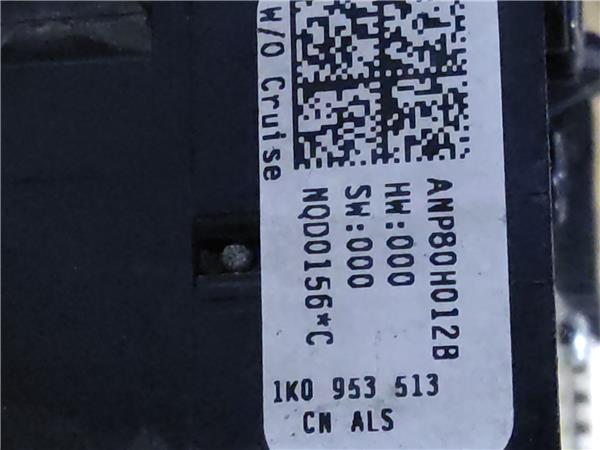 W/O Cruise
ANP80H012B
HW:000
SW:000
NQD0156*C
1K0 953 513
CN ALS